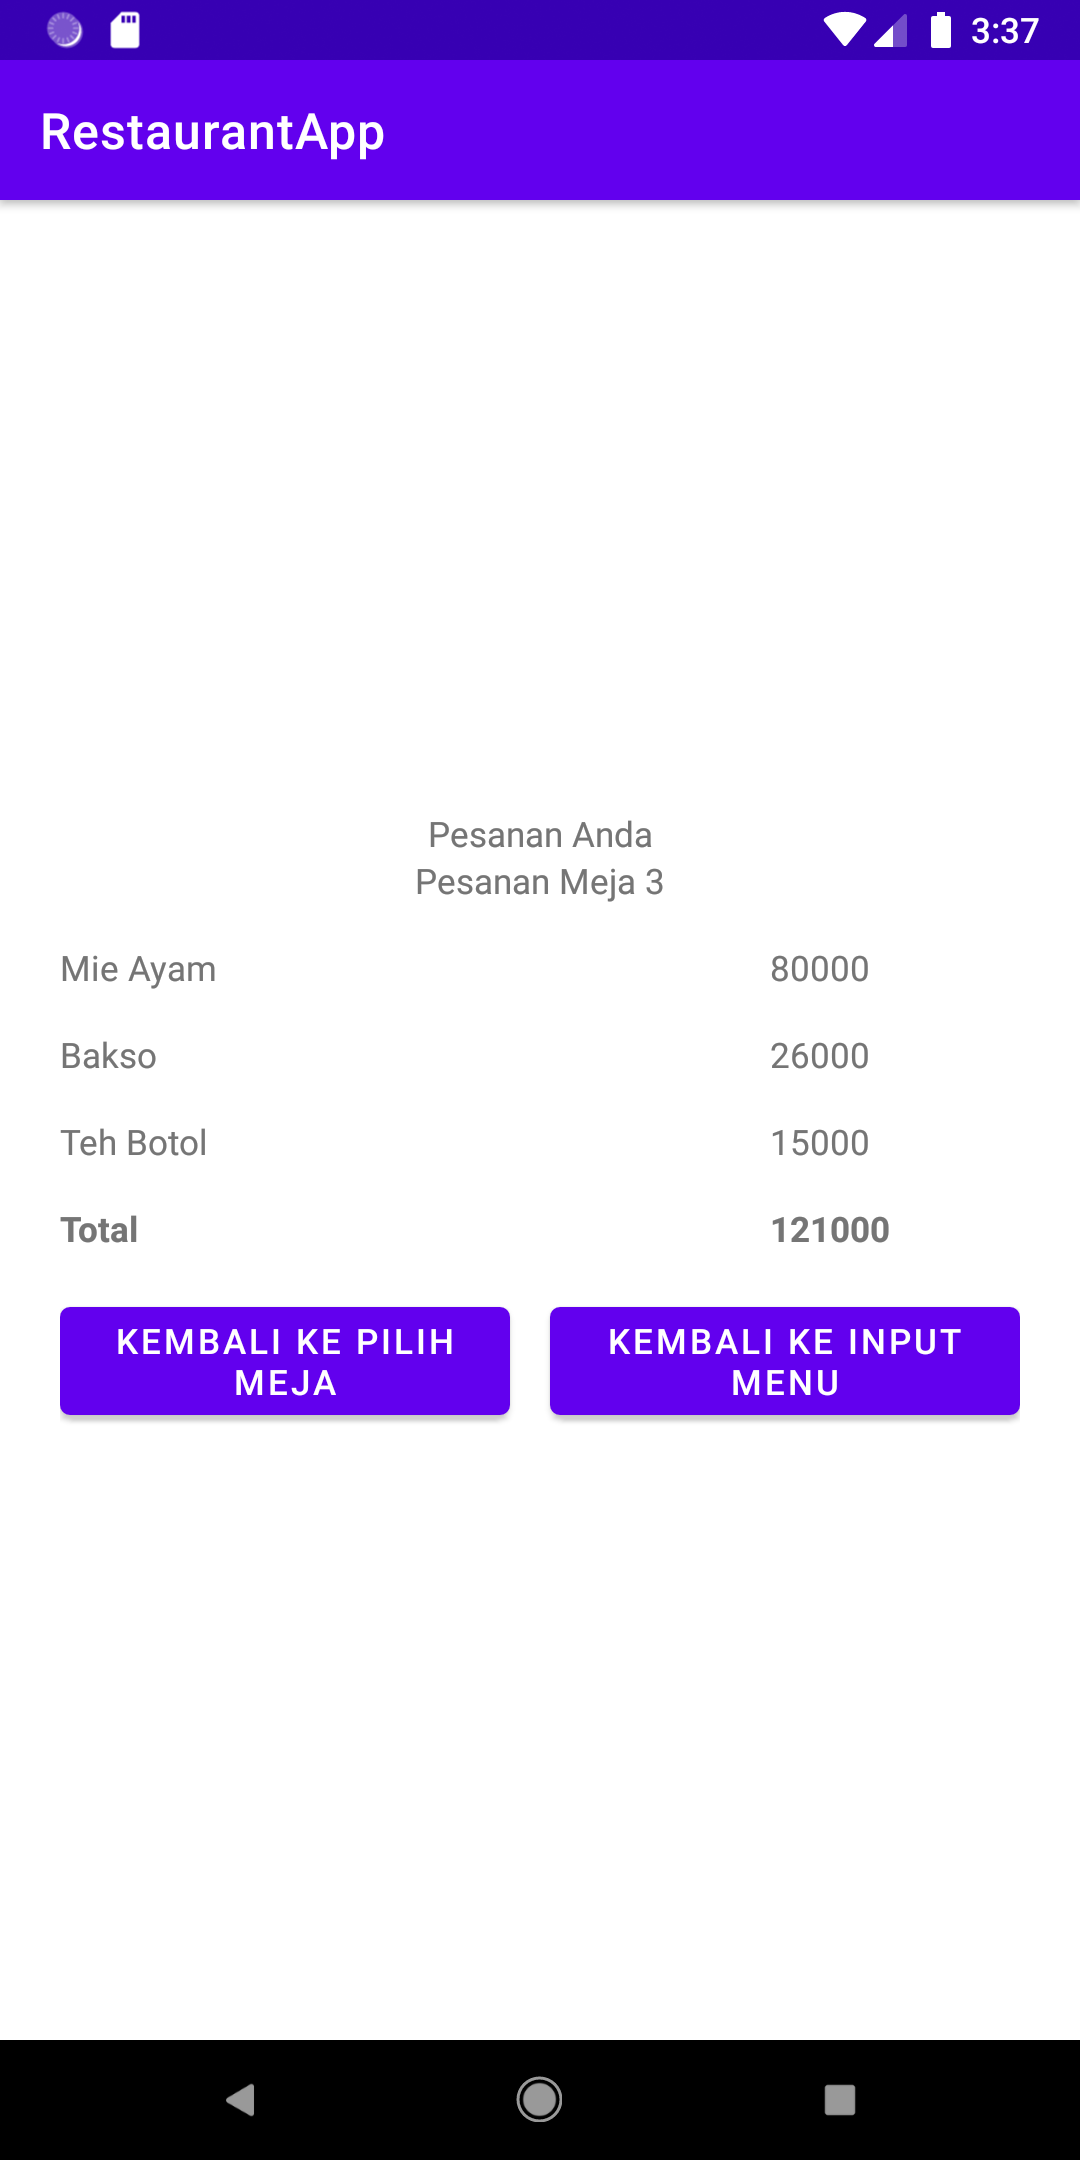 3:37
RestaurantApp
Pesanan Anda
Pesanan Meja 3
Mie Ayam 80000
Bakso 26000
Teh Botol 15000
Total 121000
KEMBALI KE PILIH
MEJA
KEMBALI KE INPUT
MENU